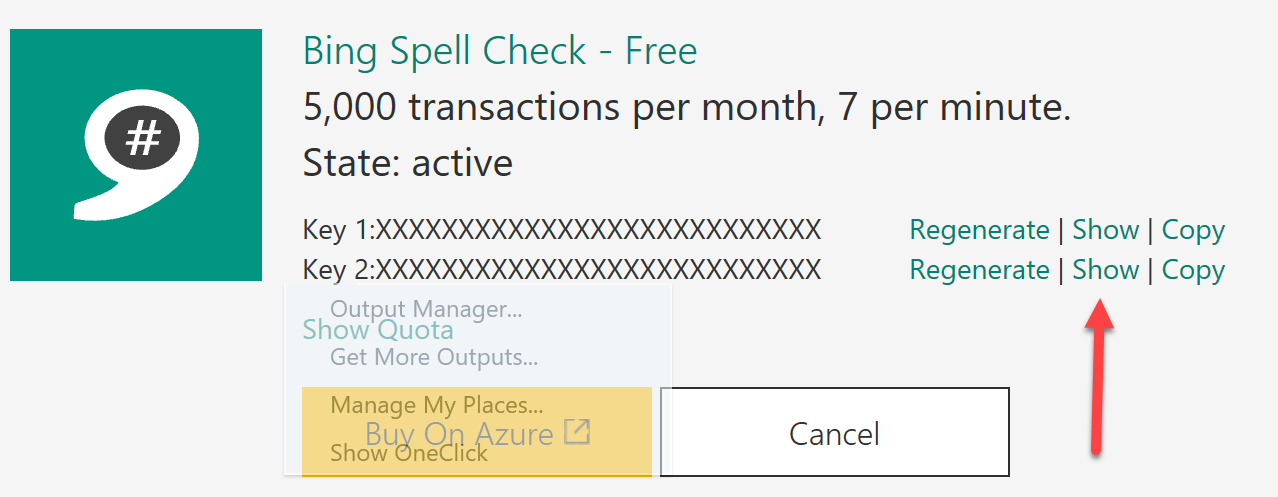 #
Bing Spell Check - Free
5,000 transactions per month, 7 per minute.
State: active
Key 1:XXXXXXXXXXXXXXXXXXXXXXXXXXX Regenerate | Show | Copy
Key 2:XXXXXXXXXXXXXXXXXXXXXXXXXXX Regenerate | Show | Copy
Output Manager...
Show Quota
Get More Outputs...
Manage My Places...
Buy On Azure Cancel
Show OneClick